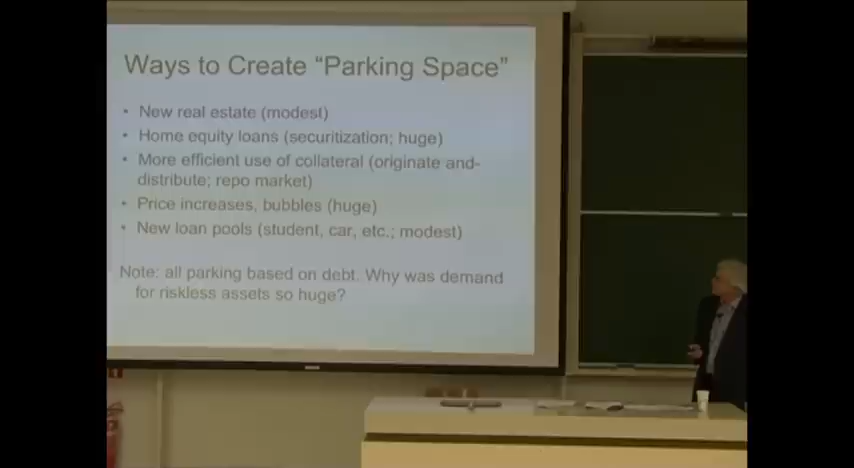 Ways to Create “Parking Space”
• New real estate (modest)
• Home equity loans (securitization; huge)
• More efficient use of collateral (originate and-
distribute; repo market)
• Price increases, bubbles (huge)
• New loan pools (student, car, etc.; modest)
Note: all parking based on debt. Why was demand
for riskless assets so huge?